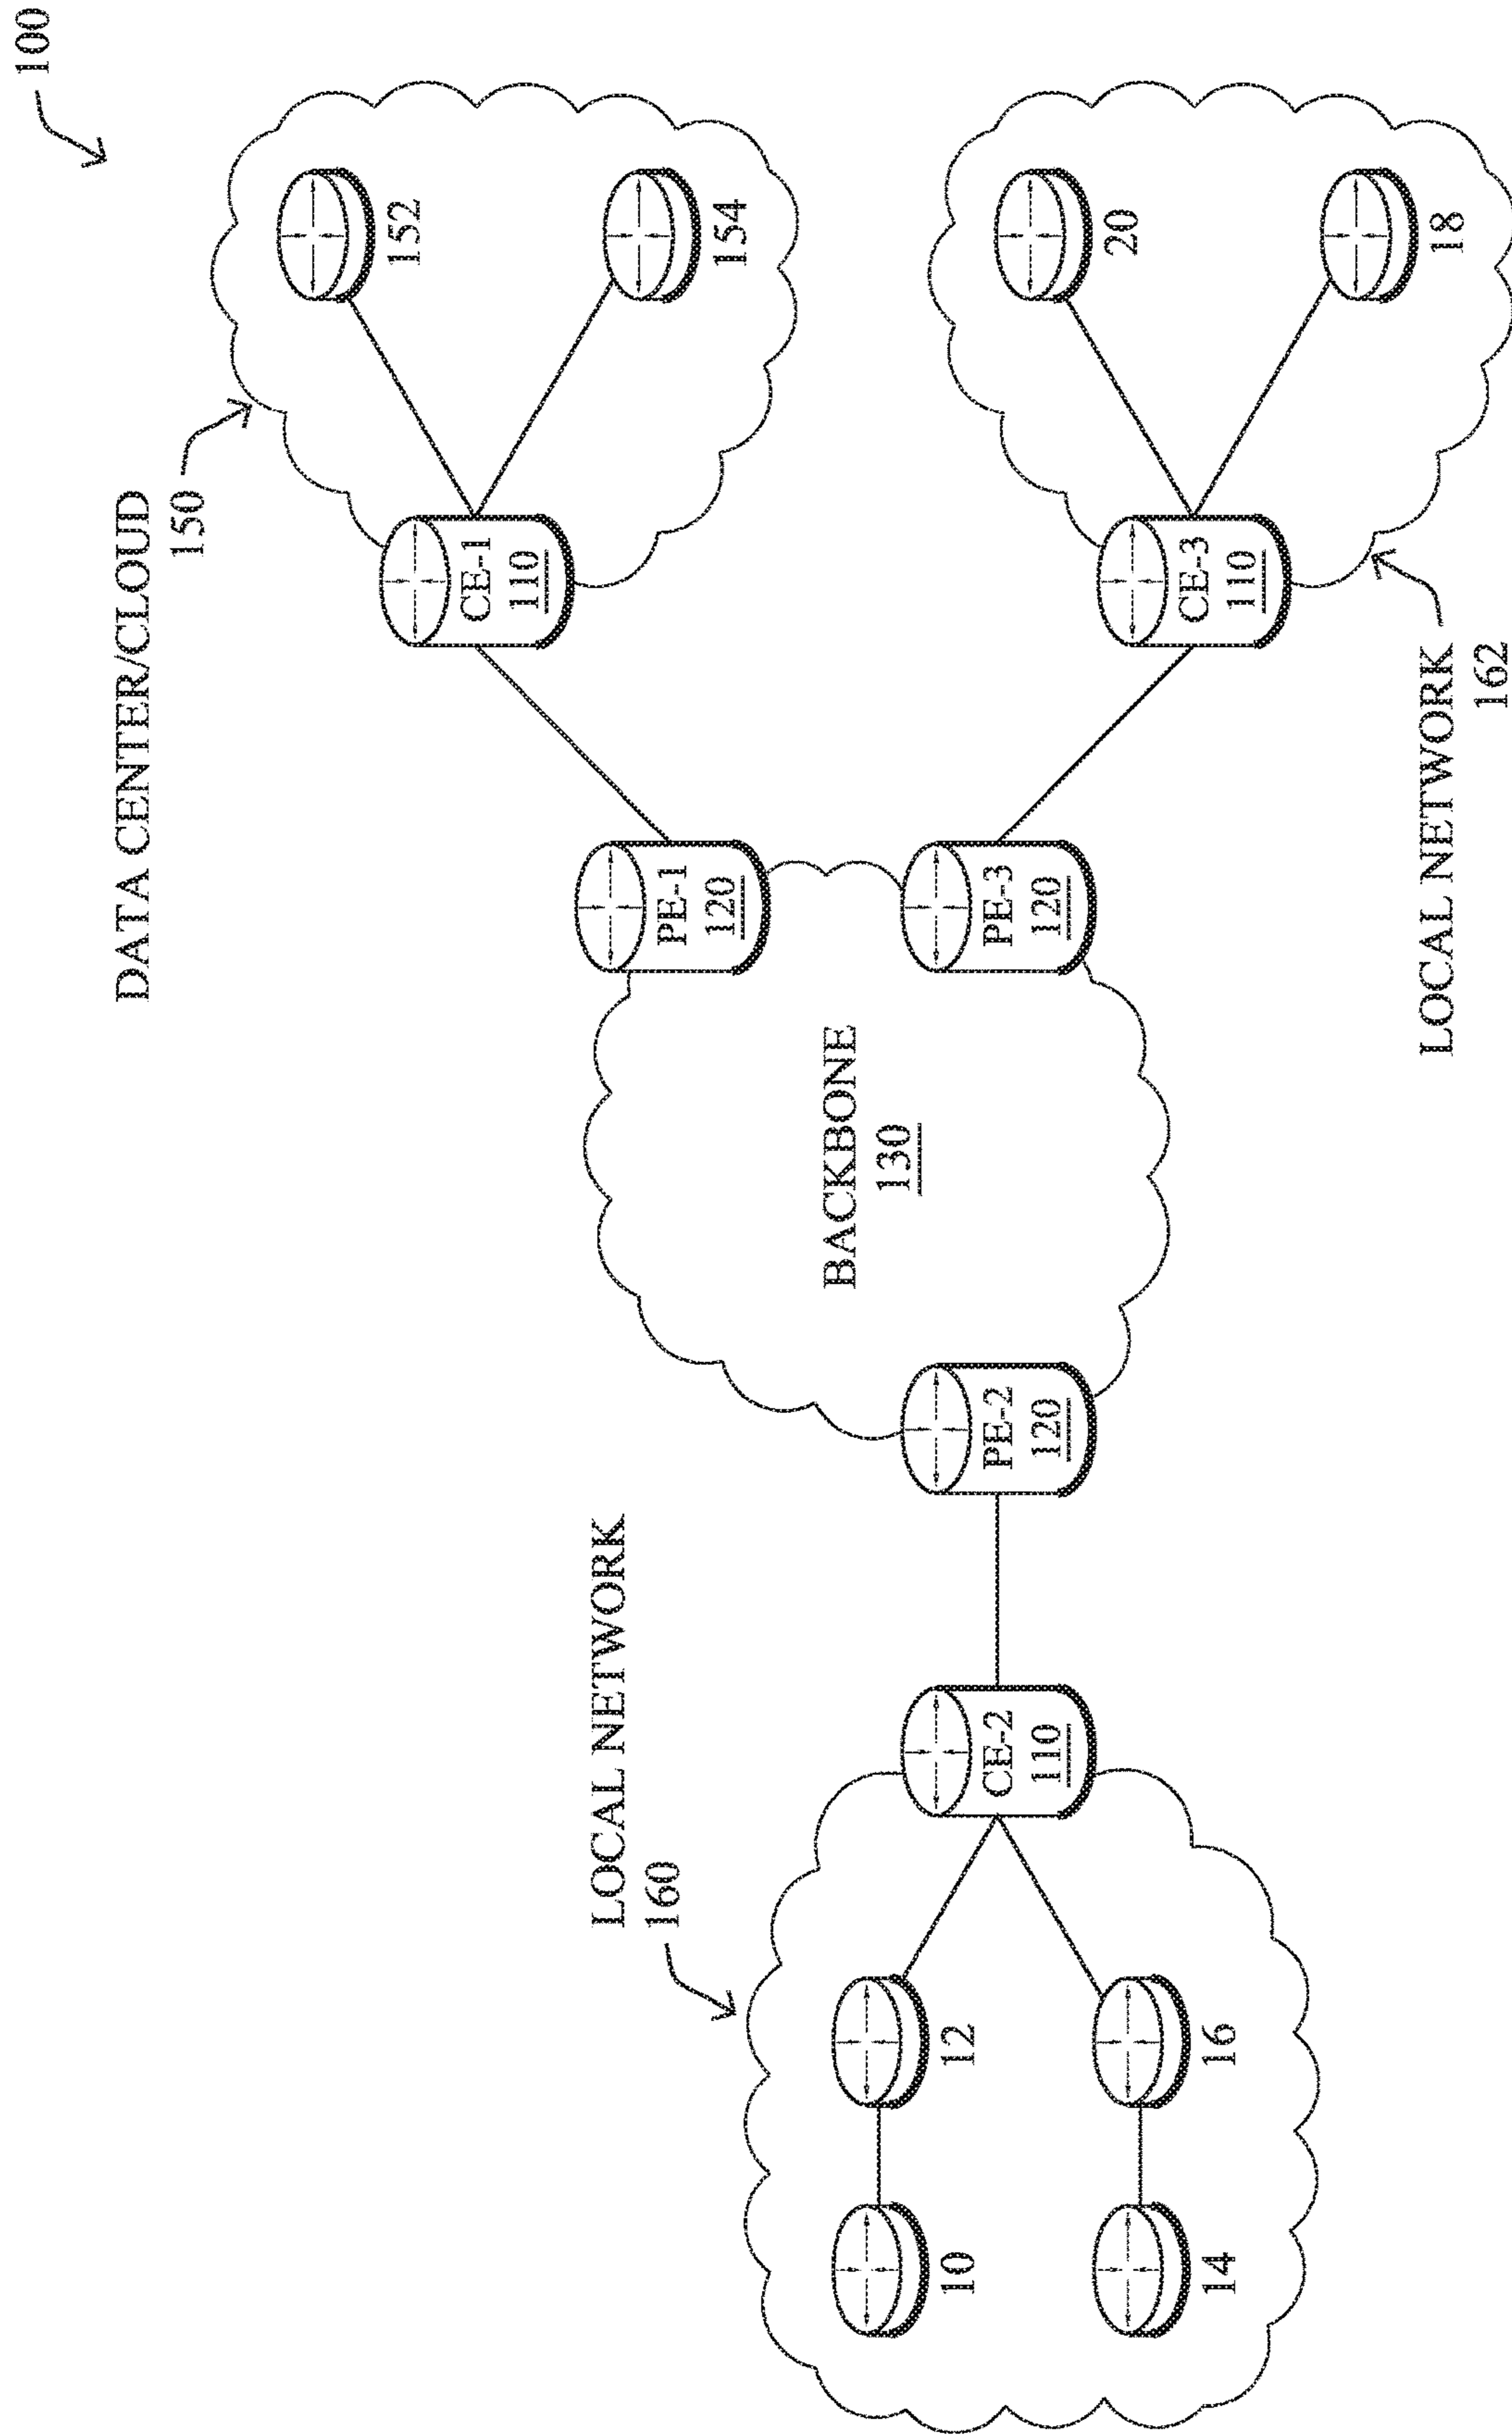 100
DATA CENTER/CLOUD
150
152
154
CE-1
110
PE-1
120
LOCAL NETWORK
160
BACKBONE
130
10
12
14
16
CE-2
110
PE-2
120
PE-3
120
CE-3
110
20
18
LOCAL NETWORK
162